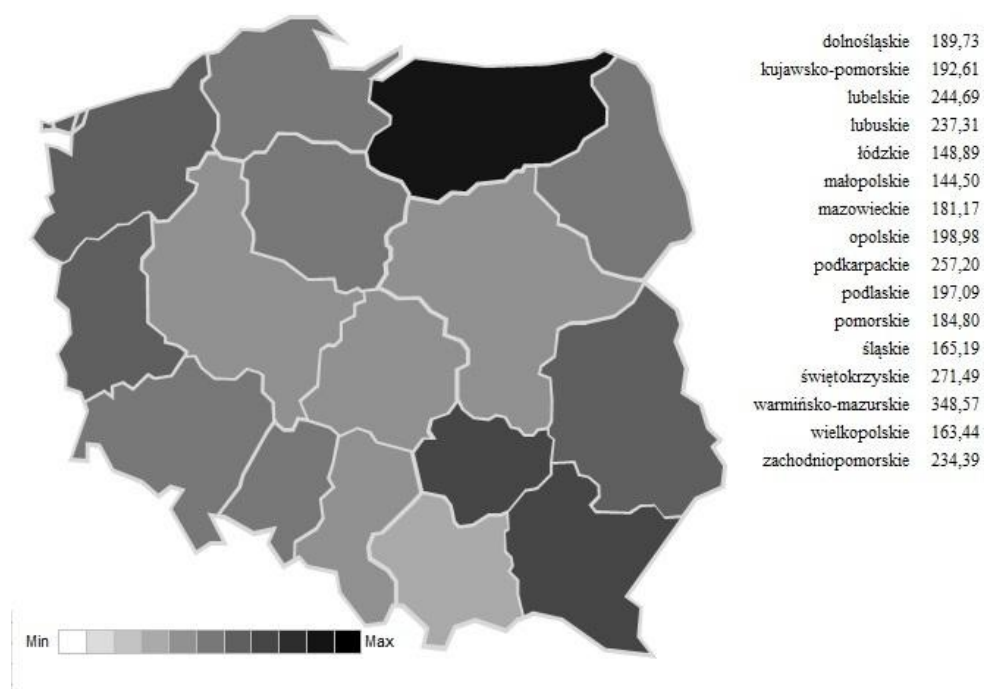 dolnośląskie 189,73
kujawsko-pomorskie 192,61
lubelskie 244,69
lubuskie 237,31
łódzkie 148,89
małopolskie 144,50
mazowieckie 181,17
opolskie 198,98
podkarpackie 257,20
podlaskie 197,09
pomorskie 184,80
śląskie 165,19
świętokrzyskie 271,49
warmińsko-mazurskie 348,57
wielkopolskie 163,44
zachodniopomorskie 234,39
Min Max